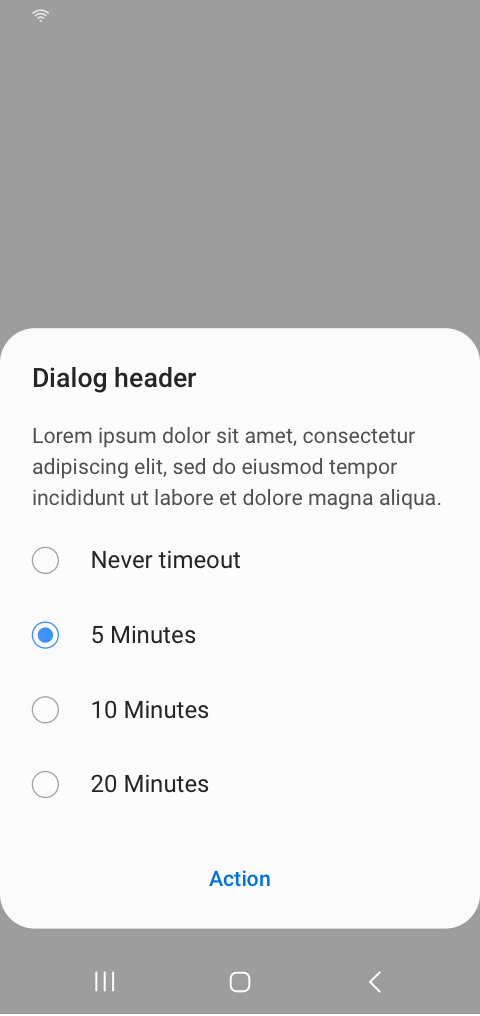 Dialog header
Lorem ipsum dolor sit amet, consectetur
adipiscing elit, sed do eiusmod tempor
incididunt ut labore et dolore magna aliqua.
Never timeout
5 Minutes
10 Minutes
20 Minutes
Action